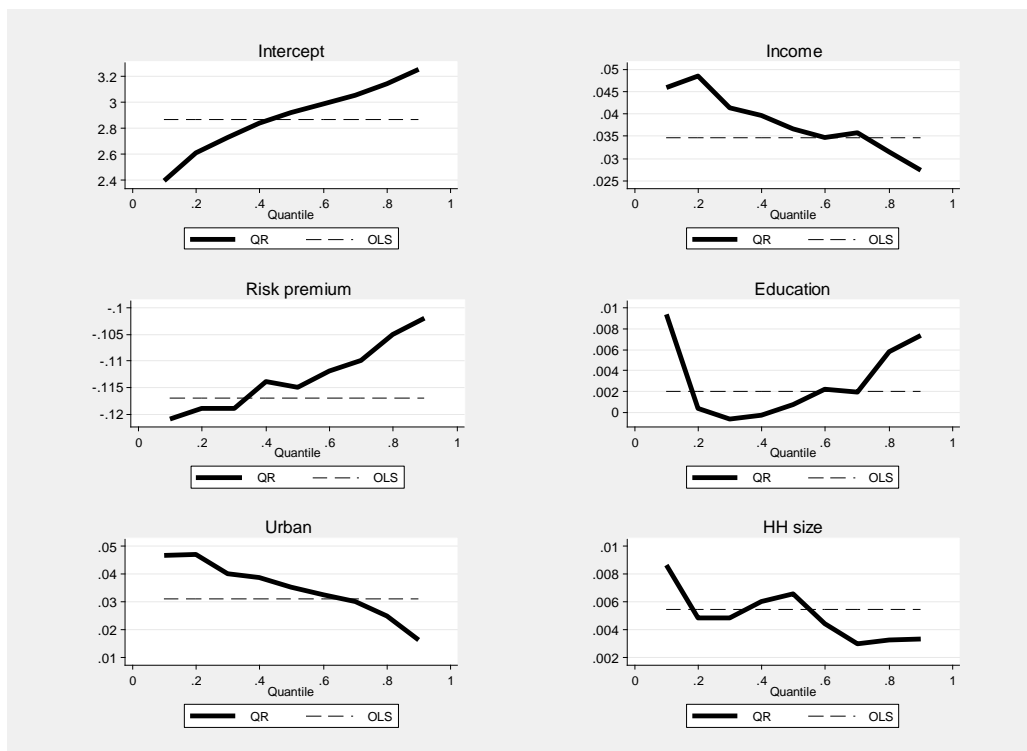 Intercept
3.2
3
2.8
2.6
2.4
0 .2 .4 .6 .8 1
Quantile
QR OLS
Income
.05
.045
.04
.035
.03
.025
0 .2 .4 .6 .8 1
Quantile
QR OLS
Risk premium
-.1
-.105
-.11
-.115
-.12
0 .2 .4 .6 .8 1
Quantile
QR OLS
Education
.01
.008
.006
.004
.002
0
0 .2 .4 .6 .8 1
Quantile
QR OLS
Urban
.05
.04
.03
.02
.01
0 .2 .4 .6 .8 1
Quantile
QR OLS
HH size
.01
.008
.006
.004
.002
0 .2 .4 .6 .8 1
Quantile
QR OLS